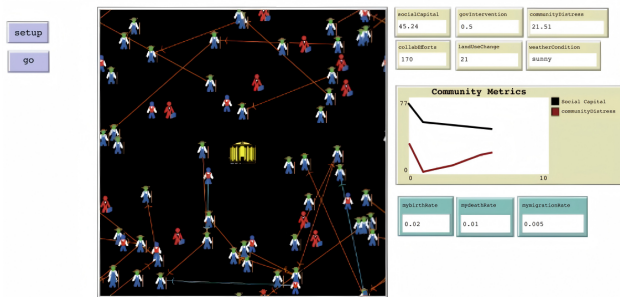 setup
go
socialCapital
45.24
govIntervention
0.5
communityDistress
21.51
collabEfforts
170
landUseChange
21
weatherCondition
sunny
Community Metrics
77
0
0
10
Social Capital
communityDistress
mybirthRate
0.02
mydeathRate
0.01
mymigrationRate
0.005